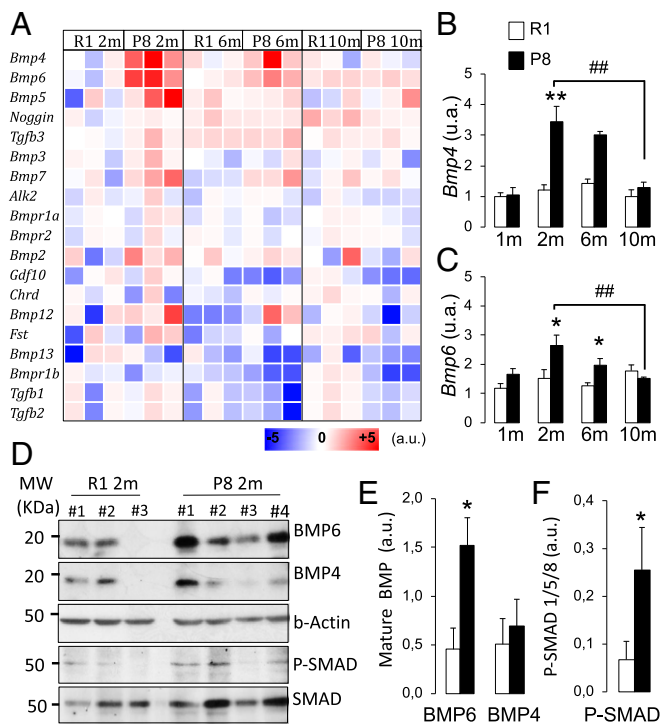 A
R1 2m P8 2m R1 6m P8 6m R110m P8 10m
Bmp4
Bmp6
Bmp5
Noggin
Tgfb3
Bmp3
Bmp7
Alk2
Bmpr1a
Bmpr2
Bmp2
Gdf10
Chrd
Bmp12
Fst
Bmp13
Bmpr1b
Tgfb1
Tgfb2
-5 0 +5 (a.u.)
B
R1
P8
Bmp4 (u.a.)
5
4
3
2
1
0
**
##
1m 2m 6m 10m
C
Bmp6 (u.a.)
4
3
2
1
0
*
*
##
1m 2m 6m 10m
D
MW
(KDa)
R1 2m P8 2m
#1 #2 #3 #1 #2 #3 #4
20 BMP6
20 BMP4
50 b-Actin
50 P-SMAD
50 SMAD
E
Mature BMP (a.u.)
2,0
1,5
1,0
0,5
0,0
*
BMP6 BMP4
F
P-SMAD 1/5/8 (a.u.)
0,4
0,3
0,2
0,1
0
*
P-SMAD